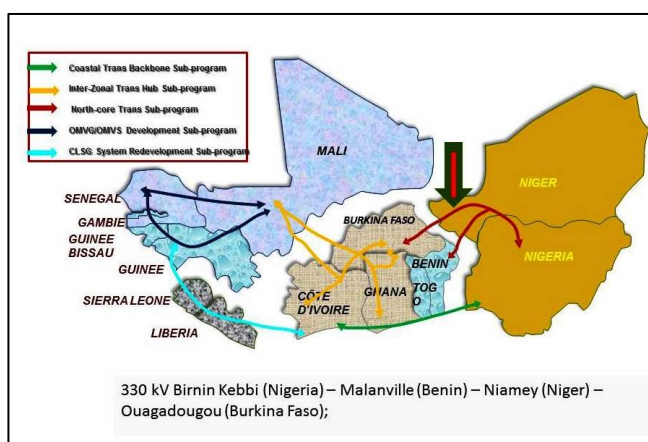 Coastal Trans Backbone Sub-program
Inter-Zonal Trans Hub Sub-program
North-core Trans Sub-program
OMVG/OMVS Development Sub-program
CLSG System Redevelopment Sub-program
MALI
NIGER
SENEGAL
GAMBIE
GUINEE
BISSAU
GUINEE
SIERRA LEONE
LIBERIA
BURKINA FASO
BENIN
NIGERIA
CÔTE
D'IVOIRE
GHANA
TOG
O
330 kV Birnin Kebbi (Nigeria) – Malanville (Benin) – Niamey (Niger) –
Ouagadougou (Burkina Faso);